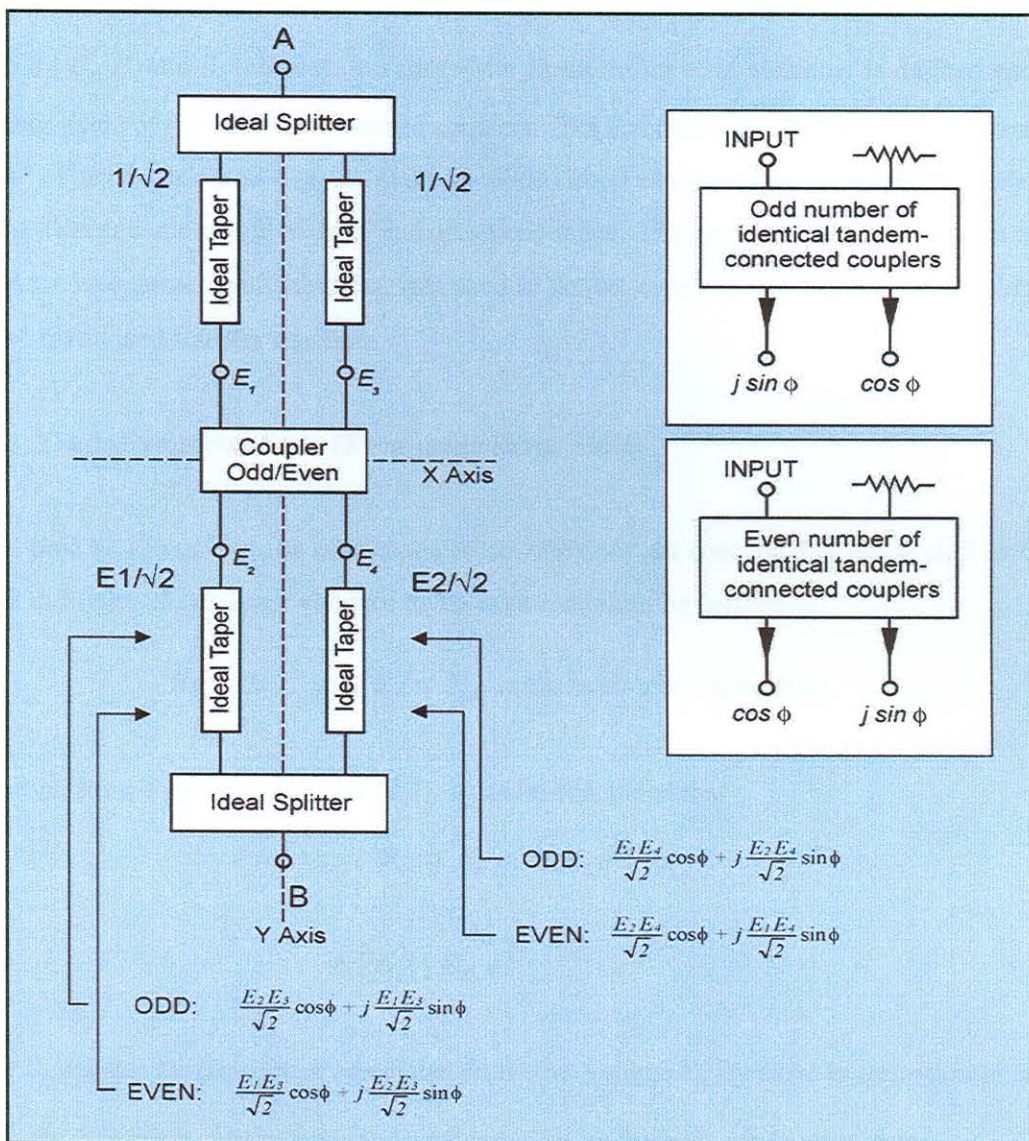 A
Ideal Splitter
1/√2 1/√2
Ideal Taper Ideal Taper
E₁ E₃
Coupler
Odd/Even
X Axis
E₂ E₄
E1/√2 E2/√2
Ideal Taper Ideal Taper
Ideal Splitter
B
Y Axis
ODD: E₁E₄/√2 cosϕ + j E₂E₄/√2 sinϕ
EVEN: E₂E₄/√2 cosϕ + j E₁E₄/√2 sinϕ
ODD: E₂E₃/√2 cosϕ + j E₁E₃/√2 sinϕ
EVEN: E₁E₃/√2 cosϕ + j E₂E₃/√2 sinϕ
INPUT
Odd number of
identical tandem-
connected couplers
j sin ϕ cos ϕ
INPUT
Even number of
identical tandem-
connected couplers
cos ϕ j sin ϕ